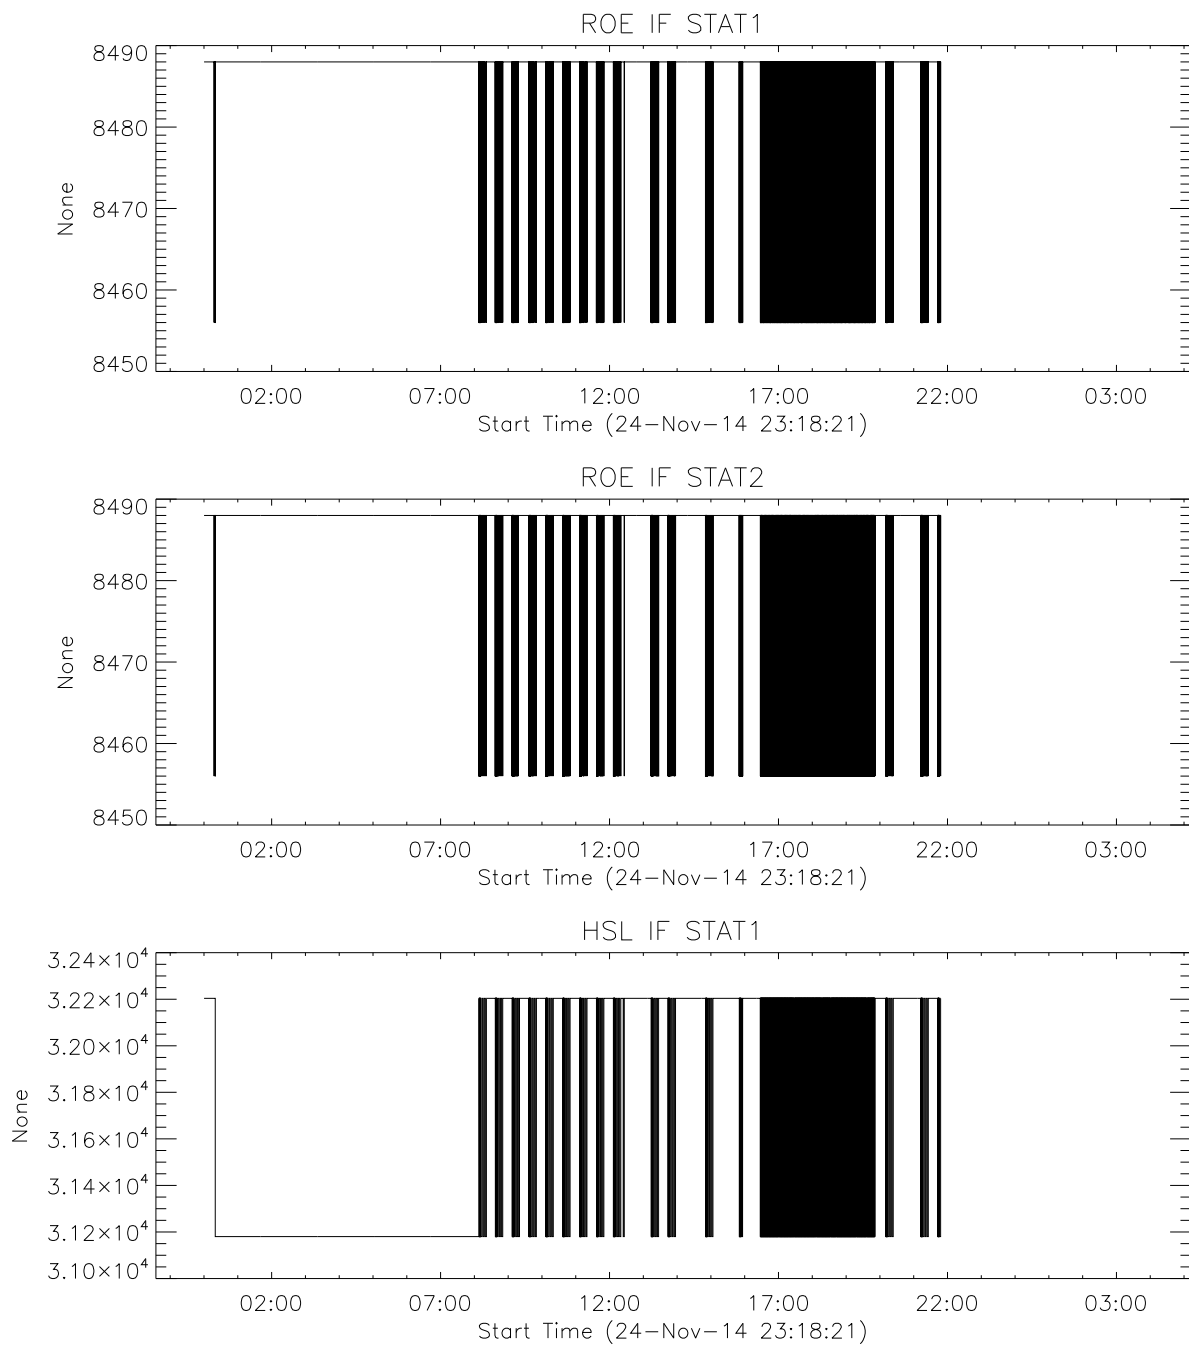 ROE IF STAT1
8490
8480
8470
8460
8450
None
02:00 07:00 12:00 17:00 22:00 03:00
Start Time (24-Nov-14 23:18:21)
ROE IF STAT2
8490
8480
8470
8460
8450
None
02:00 07:00 12:00 17:00 22:00 03:00
Start Time (24-Nov-14 23:18:21)
HSL IF STAT1
3.24×10⁴
3.22×10⁴
3.20×10⁴
3.18×10⁴
3.16×10⁴
3.14×10⁴
3.12×10⁴
3.10×10⁴
None
02:00 07:00 12:00 17:00 22:00 03:00
Start Time (24-Nov-14 23:18:21)